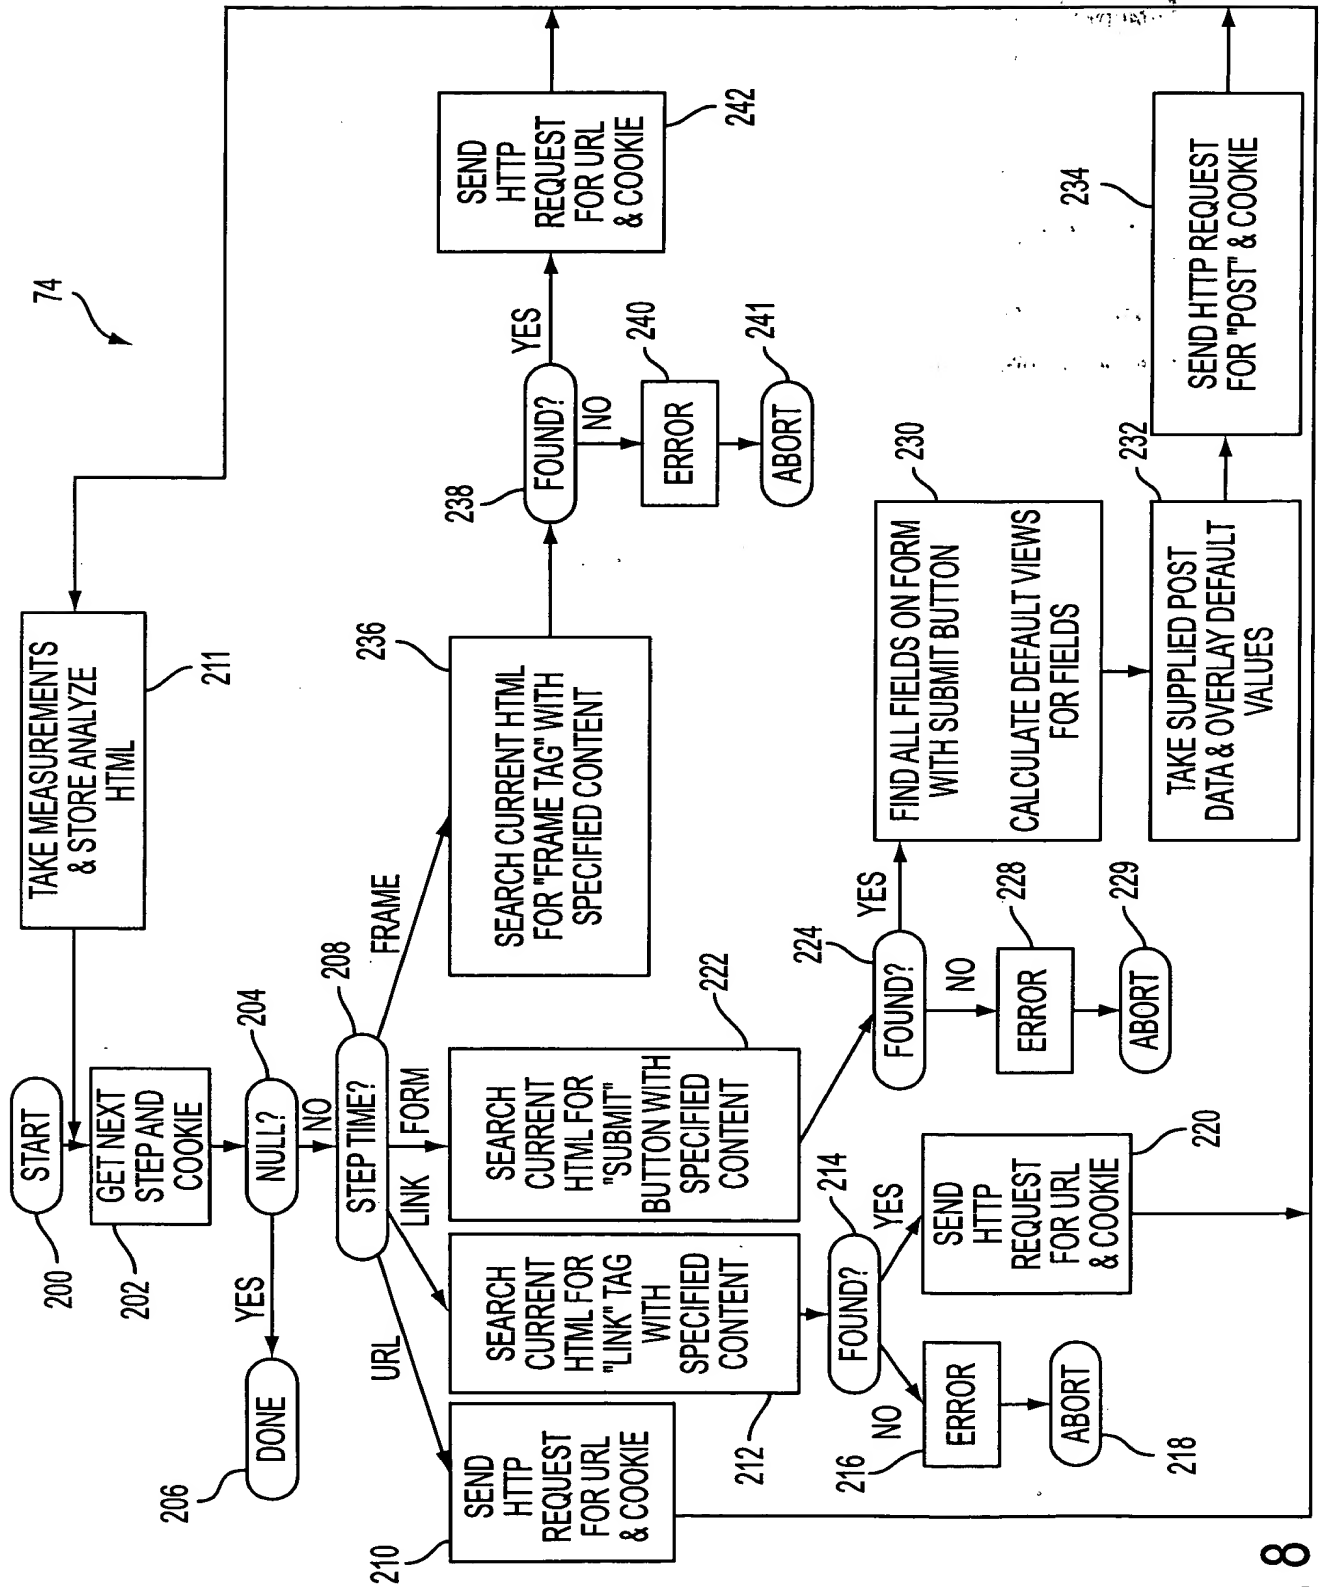 74
START
200
GET NEXT
STEP AND
COOKIE
202
TAKE MEASUREMENTS
& STORE ANALYZE
HTML
211
NULL?
204
YES
NO
DONE
206
STEP TIME?
208
URL
LINK
FORM
FRAME
SEND
HTTP
REQUEST
FOR URL
& COOKIE
210
SEARCH
CURRENT
HTML FOR
"LINK" TAG
WITH
SPECIFIED
CONTENT
212
SEARCH
CURRENT
HTML FOR
"SUBMIT"
BUTTON WITH
SPECIFIED
CONTENT
222
SEARCH CURRENT HTML
FOR "FRAME TAG" WITH
SPECIFIED CONTENT
236
FOUND?
238
YES
NO
SEND
HTTP
REQUEST
FOR URL
& COOKIE
242
ERROR
240
ABORT
241
FOUND?
214
NO
YES
ERROR
216
ABORT
218
SEND
HTTP
REQUEST
FOR URL
& COOKIE
220
FOUND?
224
YES
NO
ERROR
228
ABORT
229
FIND ALL FIELDS ON FORM
WITH SUBMIT BUTTON
CALCULATE DEFAULT VIEWS
FOR FIELDS
230
TAKE SUPPLIED POST
DATA & OVERLAY DEFAULT
VALUES
232
SEND HTTP REQUEST
FOR "POST" & COOKIE
234
8